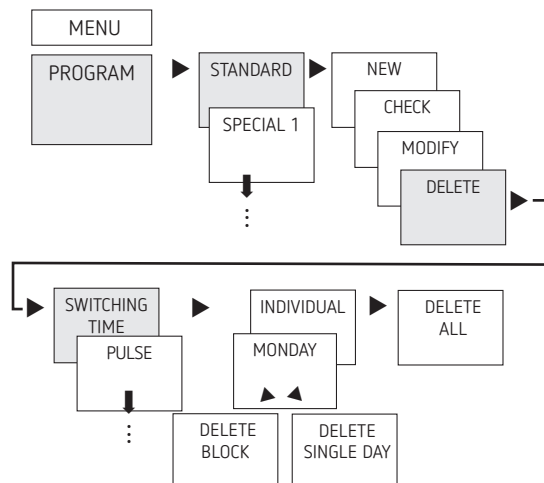 MENU
PROGRAM
STANDARD
SPECIAL 1
NEW
CHECK
MODIFY
DELETE
SWITCHING
TIME
PULSE
INDIVIDUAL
MONDAY
DELETE
ALL
DELETE
BLOCK
DELETE
SINGLE DAY